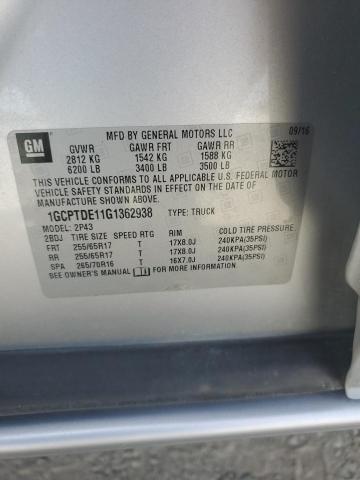 GM
MFD BY GENERAL MOTORS LLC 09/16
GVWR GAWR FRT GAWR RR
2812 KG 1542 KG 1588 KG
6200 LB 3400 LB 3500 LB
THIS VEHICLE CONFORMS TO ALL APPLICABLE U.S. FEDERAL MOTOR
VEHICLE SAFETY STANDARDS IN EFFECT ON THE DATE OF
MANUFACTURE SHOWN ABOVE.
1GCPTDE11G1362938 TYPE: TRUCK
MODEL: 2P43
2BDJ TIRE SIZE SPEED RTG RIM COLD TIRE PRESSURE
FRT 255/65R17 T 17X8.0J 240KPA(35PSI)
RR 255/65R17 T 17X8.0J 240KPA(35PSI)
SPA 265/70R16 T 16X7.0J 240KPA(35PSI)
SEE OWNER'S MANUAL FOR MORE INFORMATION.